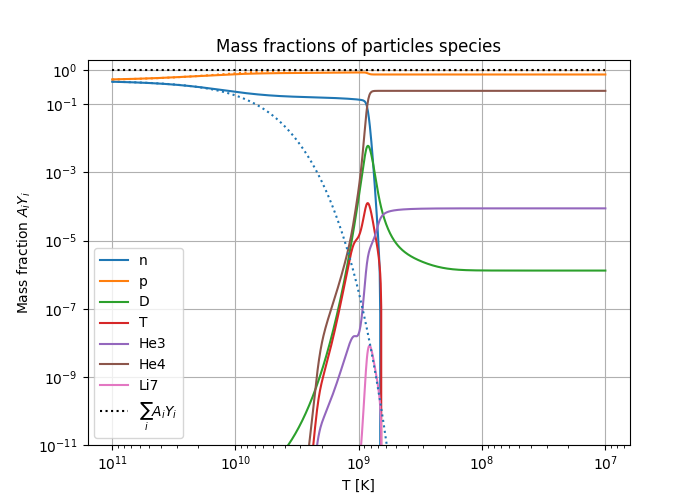 Mass fractions of particles species
10⁰
10⁻¹
10⁻³
10⁻⁵
10⁻⁷
10⁻⁹
10⁻¹¹
Mass fraction AᵢYᵢ
n
p
D
T
He3
He4
Li7
∑ᵢ AᵢYᵢ
10¹¹
10¹⁰
10⁹
10⁸
10⁷
T [K]